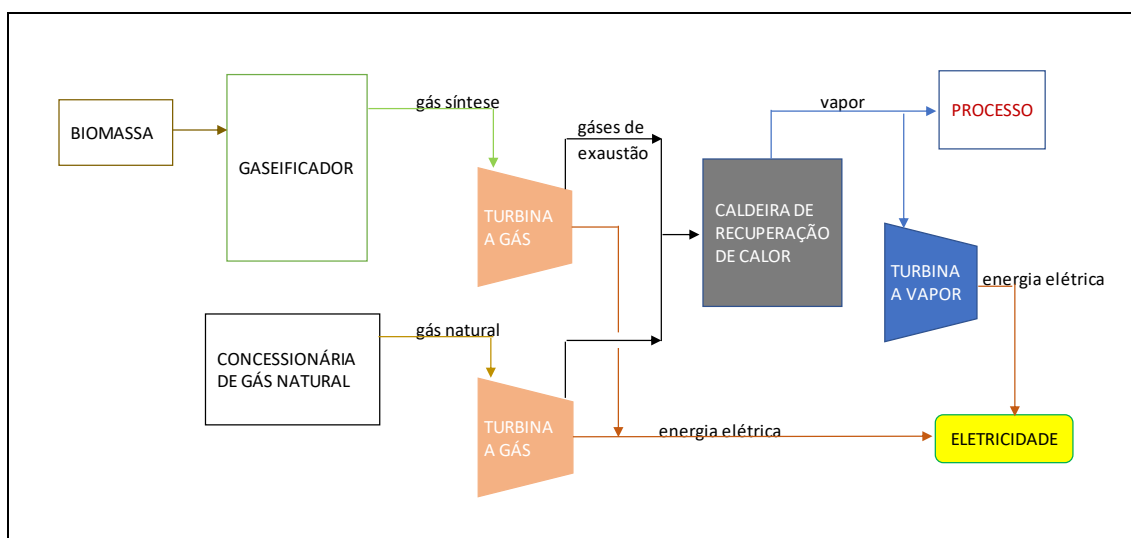 BIOMASSA
GASEIFICADOR
gás síntese
TURBINA
A GÁS
gáses de
exaustão
CALDEIRA DE
RECUPERAÇÃO
DE CALOR
vapor
PROCESSO
TURBINA
A VAPOR
energia elétrica
CONCESSIONÁRIA
DE GÁS NATURAL
gás natural
TURBINA
A GÁS
energia elétrica
ELETRICIDADE